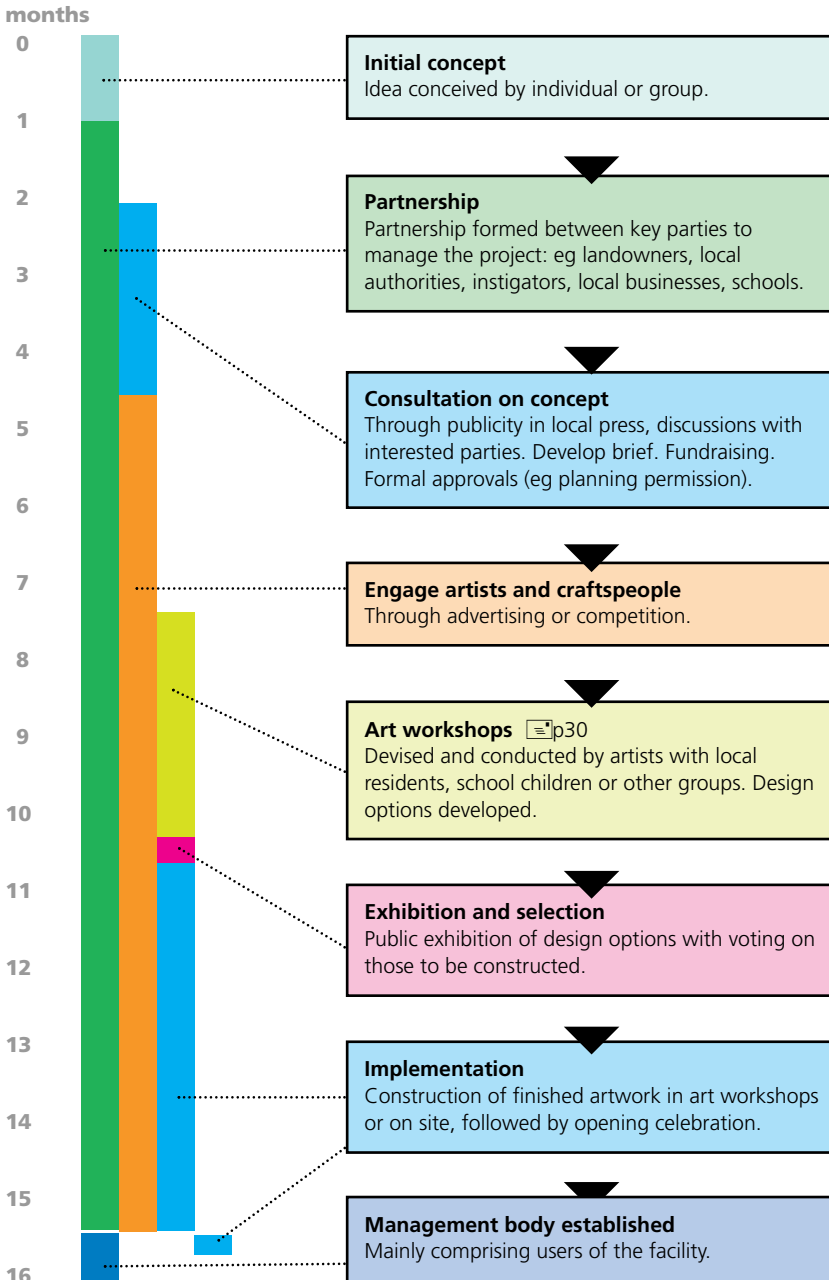 months
0
1
2
3
4
5
6
7
8
9
10
11
12
13
14
15
16
Initial concept
Idea conceived by individual or group.
Partnership
Partnership formed between key parties to
manage the project: eg landowners, local
authorities, instigators, local businesses, schools.
Consultation on concept
Through publicity in local press, discussions with
interested parties. Develop brief. Fundraising.
Formal approvals (eg planning permission).
Engage artists and craftspeople
Through advertising or competition.
Art workshops p30
Devised and conducted by artists with local
residents, school children or other groups. Design
options developed.
Exhibition and selection
Public exhibition of design options with voting on
those to be constructed.
Implementation
Construction of finished artwork in art workshops
or on site, followed by opening celebration.
Management body established
Mainly comprising users of the facility.